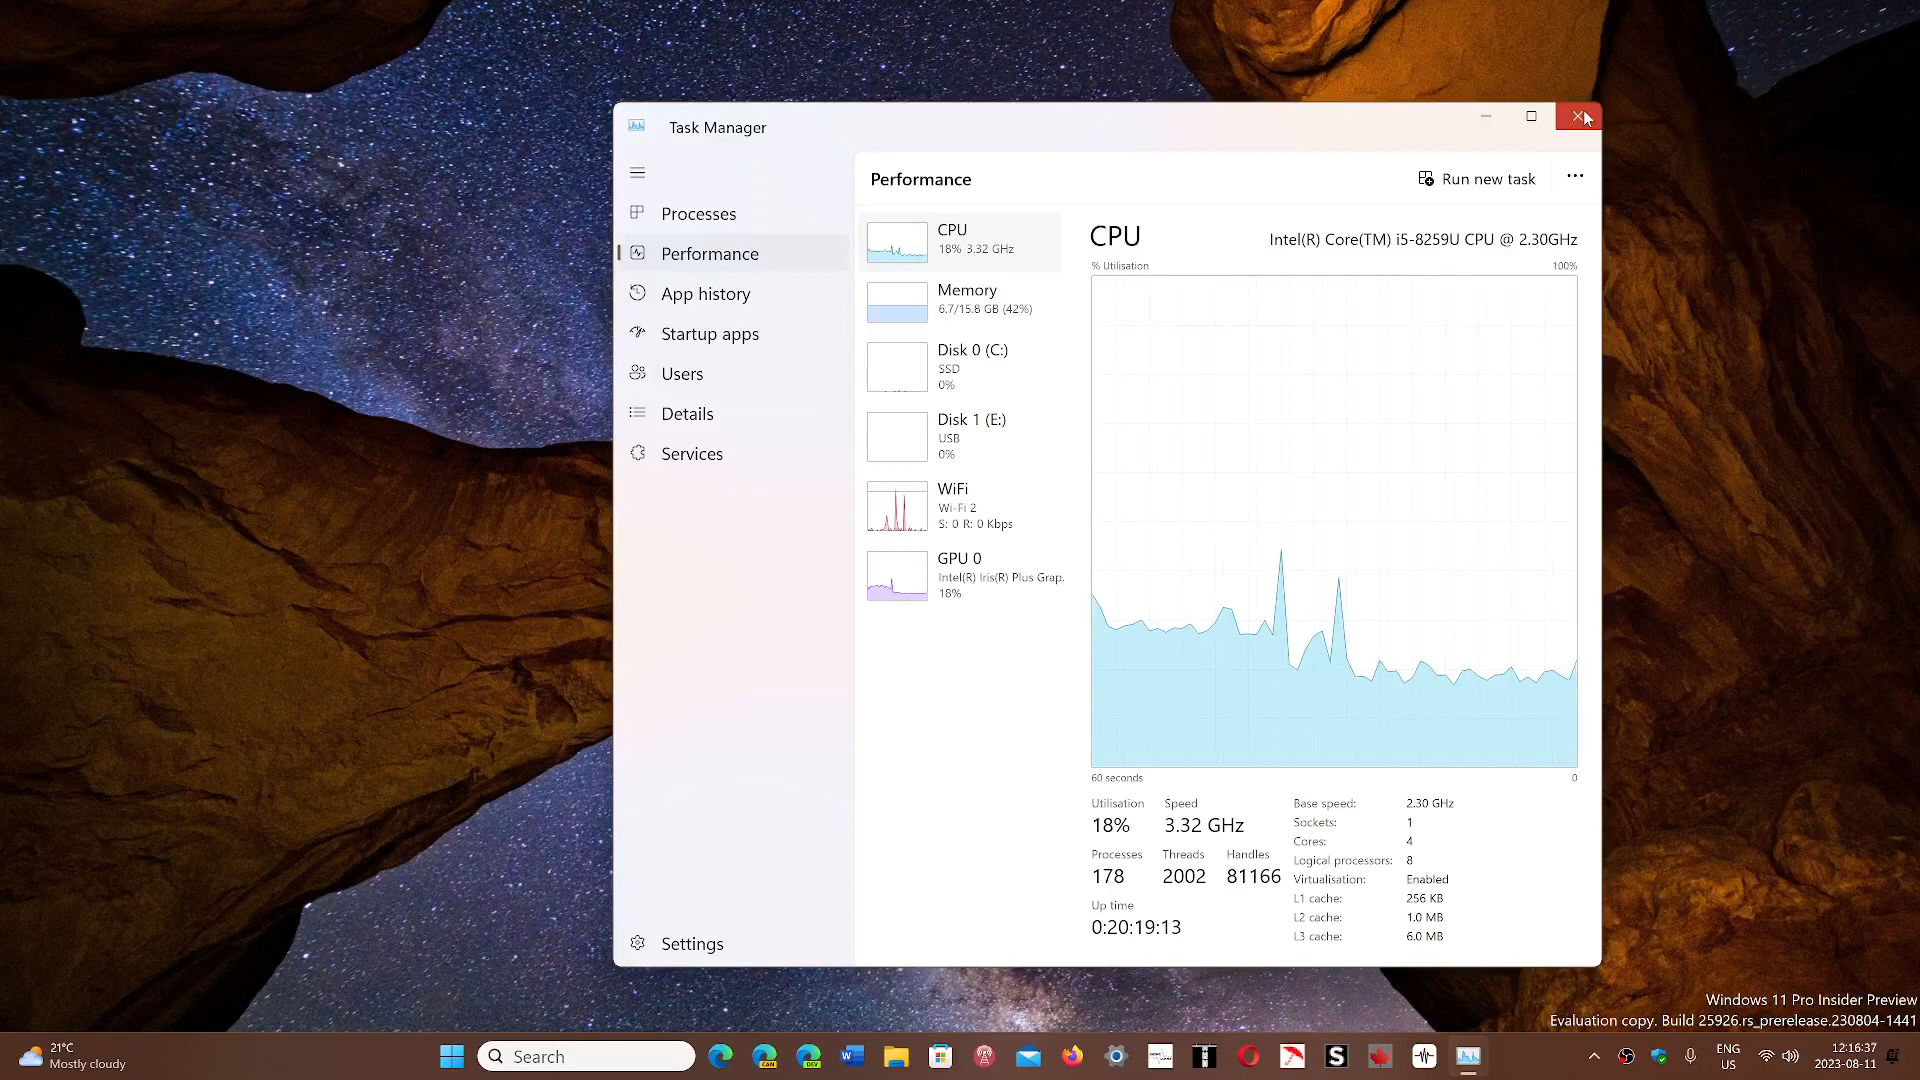 Task Manager
Performance
Run new task
Processes
Performance
App history
Startup apps
Users
Details
Services
Settings
CPU
18% 3.32 GHz
Memory
6.7/15.8 GB (42%)
Disk 0 (C:)
SSD
0%
Disk 1 (E:)
USB
0%
WiFi
Wi-Fi 2
S: 0 R: 0 Kbps
GPU 0
Intel(R) Iris(R) Plus Grap.
18%
CPU
Intel(R) Core(TM) i5-8259U CPU @ 2.30GHz
% Utilisation
100%
60 seconds
0
Utilisation
18%
Speed
3.32 GHz
Processes
178
Threads
2002
Handles
81166
Up time
0:20:19:13
Base speed: 2.30 GHz
Sockets: 1
Cores: 4
Logical processors: 8
Virtualisation: Enabled
L1 cache: 256 KB
L2 cache: 1.0 MB
L3 cache: 6.0 MB
Windows 11 Pro Insider Preview
Evaluation copy. Build 25926.rs_prerelease.230804-1441
21°C
Mostly cloudy
Search
CAN
DEV
W
S
ENG
US
12:16:37
2023-08-11